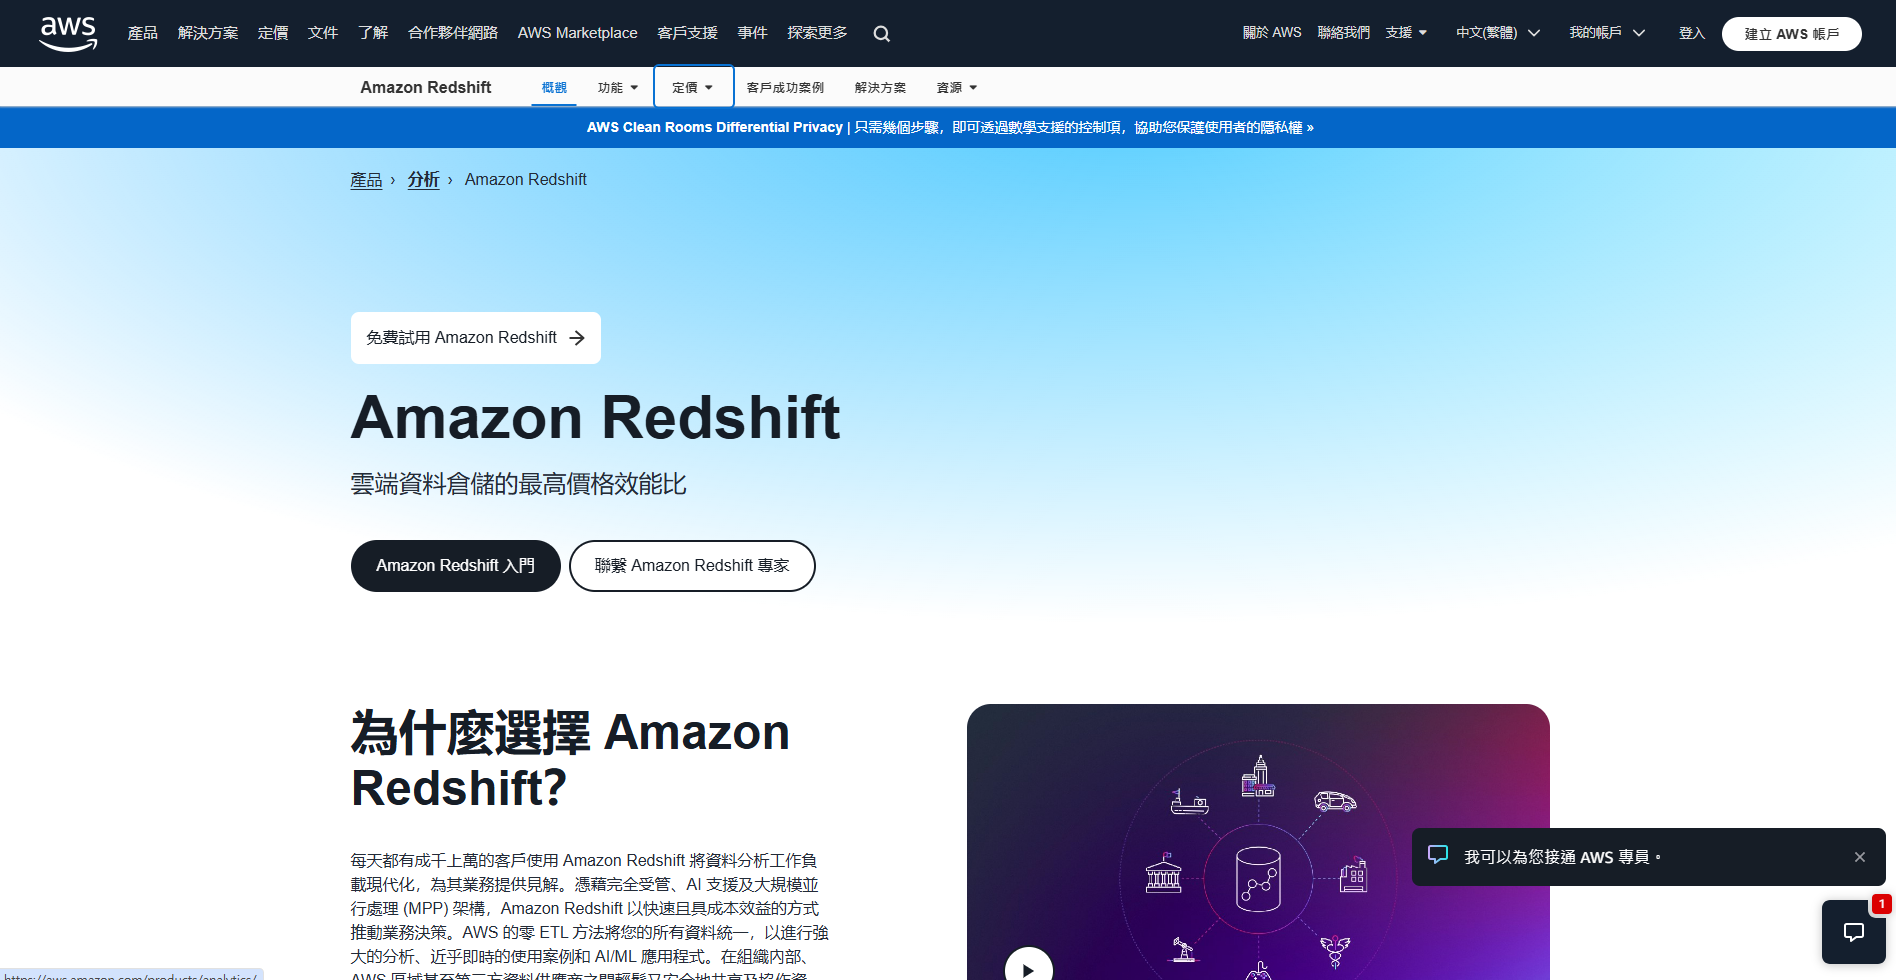 aws
產品 解決方案 定價 文件 了解 合作夥伴網路 AWS Marketplace 客戶支援 事件 探索更多
關於 AWS 聯絡我們 支援 中文(繁體) 我的帳戶 登入 建立 AWS 帳戶
Amazon Redshift 概觀 功能 定價 客戶成功案例 解決方案 資源
AWS Clean Rooms Differential Privacy | 只需幾個步驟，即可透過數學支援的控制項，協助您保護使用者的隱私權 »
產品 › 分析 › Amazon Redshift
免費試用 Amazon Redshift
Amazon Redshift
雲端資料倉儲的最高價格效能比
Amazon Redshift 入門
聯繫 Amazon Redshift 專家
為什麼選擇 Amazon
Redshift?
每天都有成千上萬的客戶使用 Amazon Redshift 將資料分析工作負
載現代化，為其業務提供見解。憑藉完全受管、AI 支援及大規模並
行處理 (MPP) 架構，Amazon Redshift 以快速且具成本效益的方式
推動業務決策。AWS 的零 ETL 方法將您的所有資料統一，以進行強
大的分析、近乎即時的使用案例和 AI/ML 應用程式。在組織內部、
AWS 區域甚至第三方資料供應商之間輕鬆又安全地共享及協作資
我可以為您接通 AWS 專員。
1
https://aws.amazon.com/products/analytics/